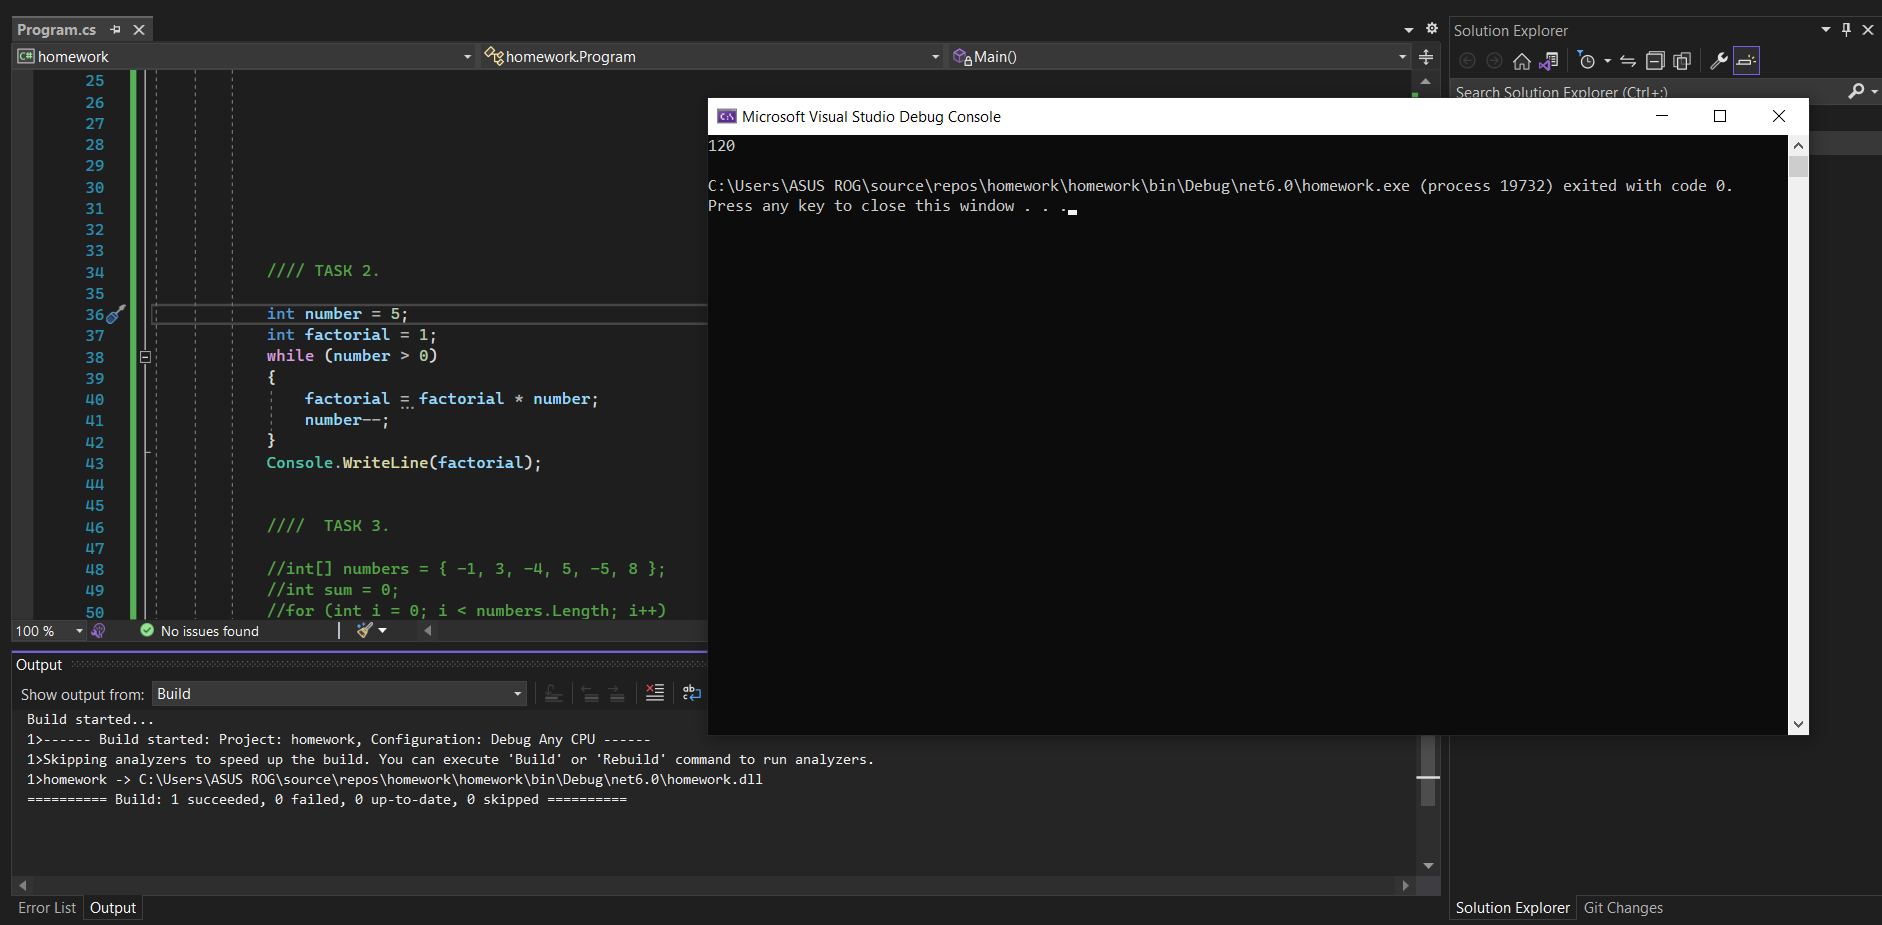 Program.cs
Solution Explorer
homework
homework.Program
Main()
Search Solution Explorer (Ctrl+;)
Microsoft Visual Studio Debug Console
120
C:\Users\ASUS ROG\source\repos\homework\homework\bin\Debug\net6.0\homework.exe (process 19732) exited with code 0.
Press any key to close this window . . .
25
26
27
28
29
30
31
32
33
34 //// TASK 2.
35
36 int number = 5;
37 int factorial = 1;
38 while (number > 0)
39 {
40 factorial = factorial * number;
41 number--;
42 }
43 Console.WriteLine(factorial);
44
45
46 ////  TASK 3.
47
48 //int[] numbers = { -1, 3, -4, 5, -5, 8 };
49 //int sum = 0;
50 //for (int i = 0; i < numbers.Length; i++)
100 %
No issues found
Output
Show output from: Build
Build started...
1>------ Build started: Project: homework, Configuration: Debug Any CPU ------
1>Skipping analyzers to speed up the build. You can execute 'Build' or 'Rebuild' command to run analyzers.
1>homework -> C:\Users\ASUS ROG\source\repos\homework\homework\bin\Debug\net6.0\homework.dll
========== Build: 1 succeeded, 0 failed, 0 up-to-date, 0 skipped ==========
Error List
Output
Solution Explorer
Git Changes